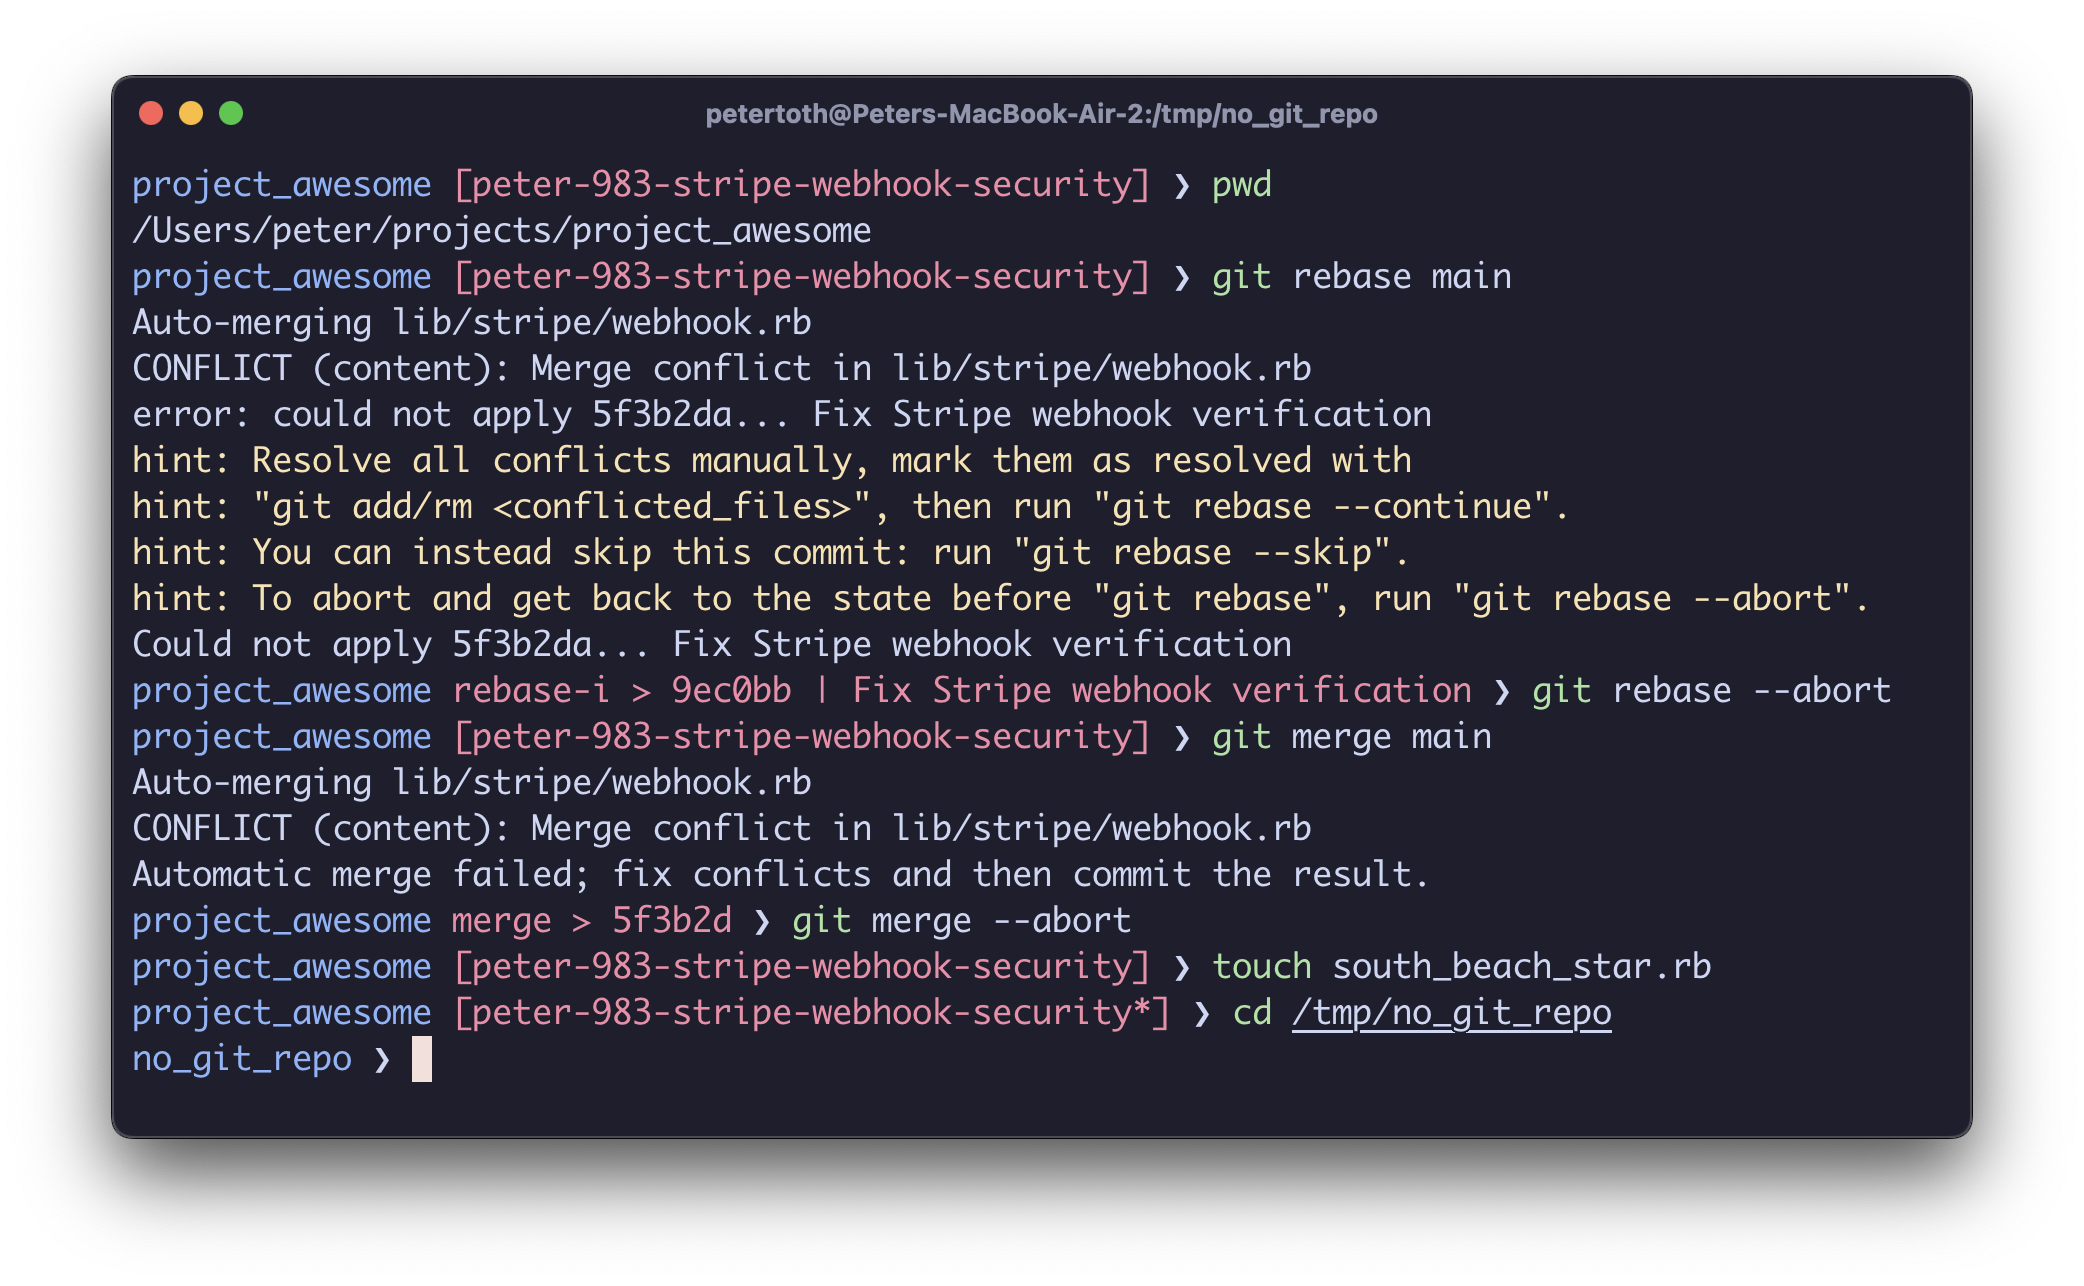 petertoth@Peters-MacBook-Air-2:/tmp/no_git_repo
project_awesome [peter-983-stripe-webhook-security] ❯ pwd
/Users/peter/projects/project_awesome
project_awesome [peter-983-stripe-webhook-security] ❯ git rebase main
Auto-merging lib/stripe/webhook.rb
CONFLICT (content): Merge conflict in lib/stripe/webhook.rb
error: could not apply 5f3b2da... Fix Stripe webhook verification
hint: Resolve all conflicts manually, mark them as resolved with
hint: "git add/rm <conflicted_files>", then run "git rebase --continue".
hint: You can instead skip this commit: run "git rebase --skip".
hint: To abort and get back to the state before "git rebase", run "git rebase --abort".
Could not apply 5f3b2da... Fix Stripe webhook verification
project_awesome rebase-i > 9ec0bb | Fix Stripe webhook verification ❯ git rebase --abort
project_awesome [peter-983-stripe-webhook-security] ❯ git merge main
Auto-merging lib/stripe/webhook.rb
CONFLICT (content): Merge conflict in lib/stripe/webhook.rb
Automatic merge failed; fix conflicts and then commit the result.
project_awesome merge > 5f3b2d ❯ git merge --abort
project_awesome [peter-983-stripe-webhook-security] ❯ touch south_beach_star.rb
project_awesome [peter-983-stripe-webhook-security*] ❯ cd /tmp/no_git_repo
no_git_repo ❯